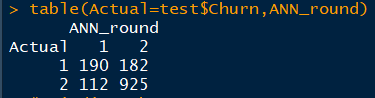 > table(Actual=test$Churn,ANN_round)
ANN_round
Actual 1 2
1 190 182
2 112 925